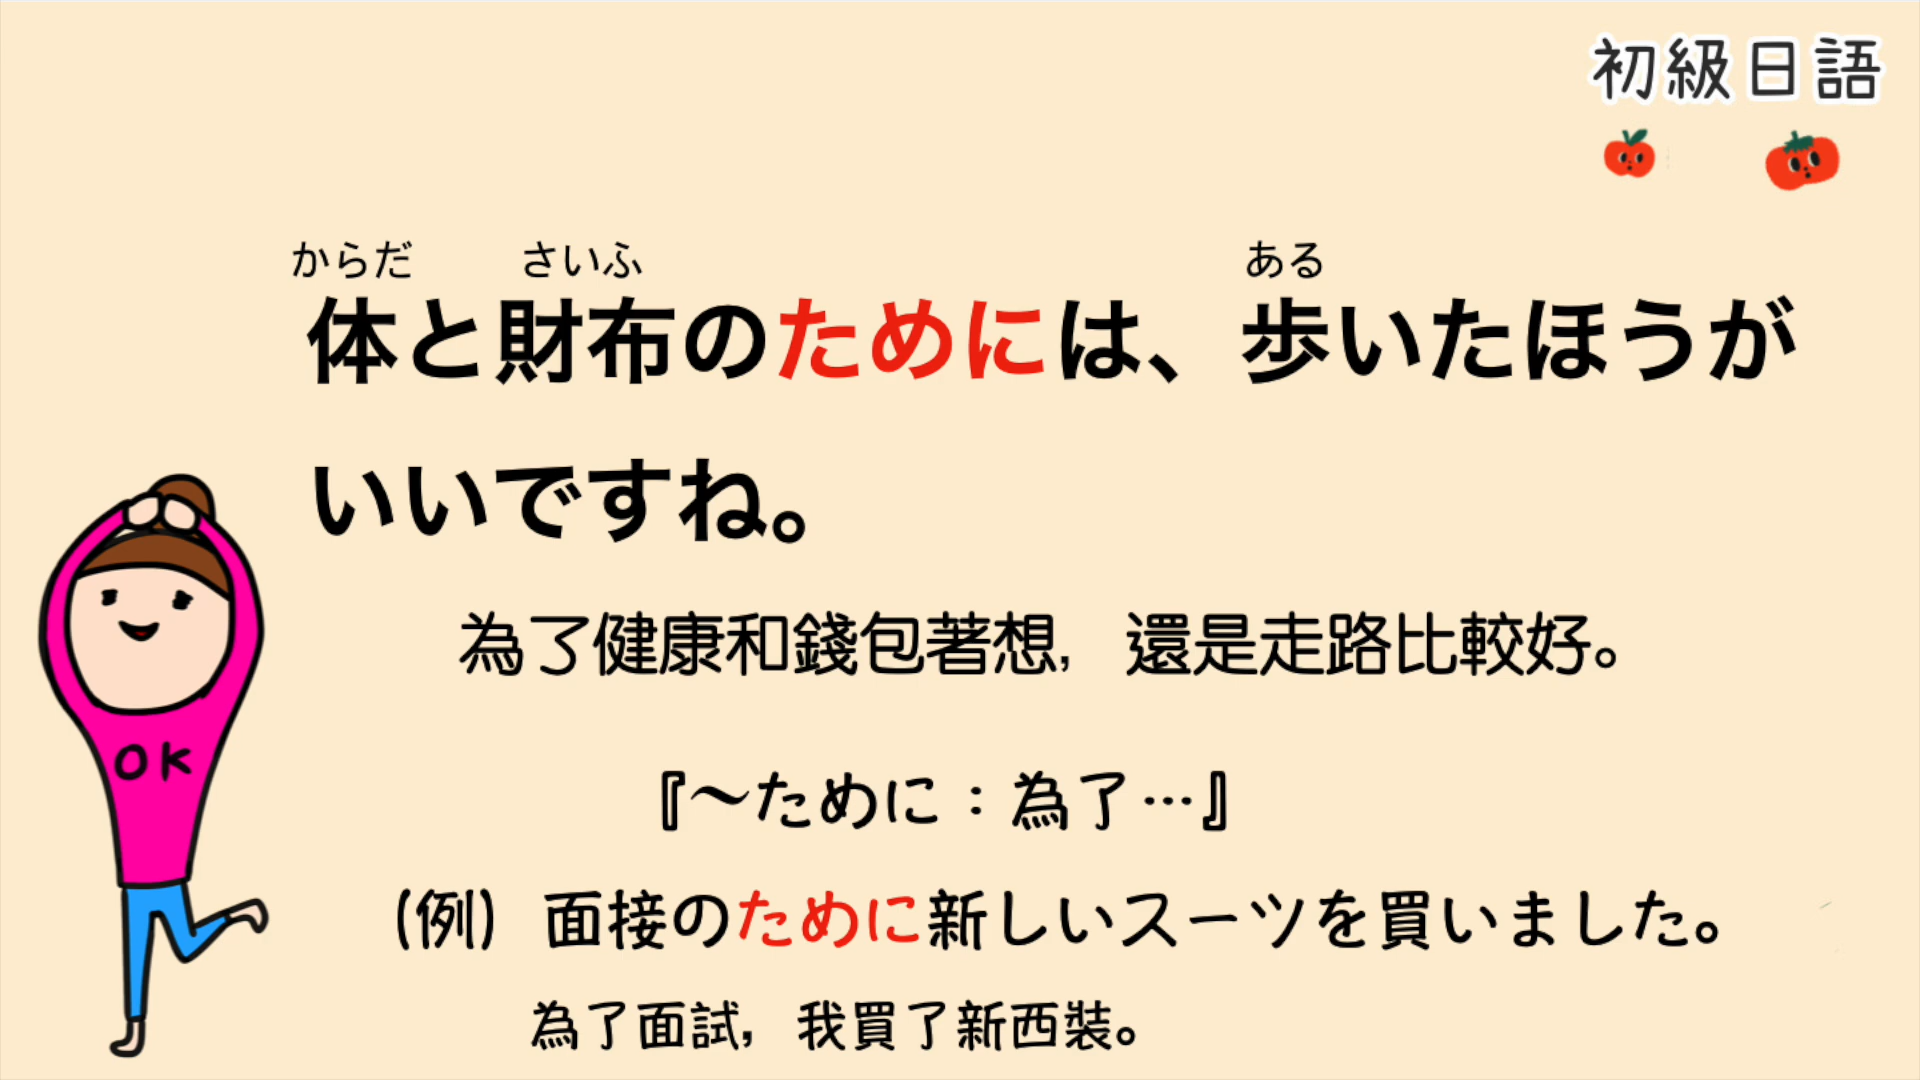 初級日語
からだ さいふ ある
体と財布のためには、歩いたほうが
いいですね。
為了健康和錢包著想，還是走路比較好。
『～ために：為了…』
（例）面接のために新しいスーツを買いました。
為了面試，我買了新西裝。
OK